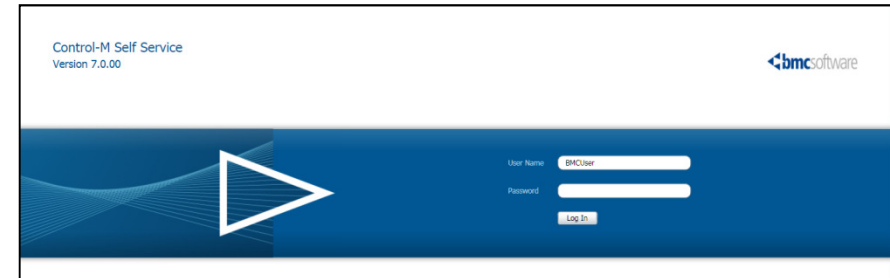 Control-M Self Service
Version 7.0.00
bmcsoftware
User Name BMCUser
Password
Log In